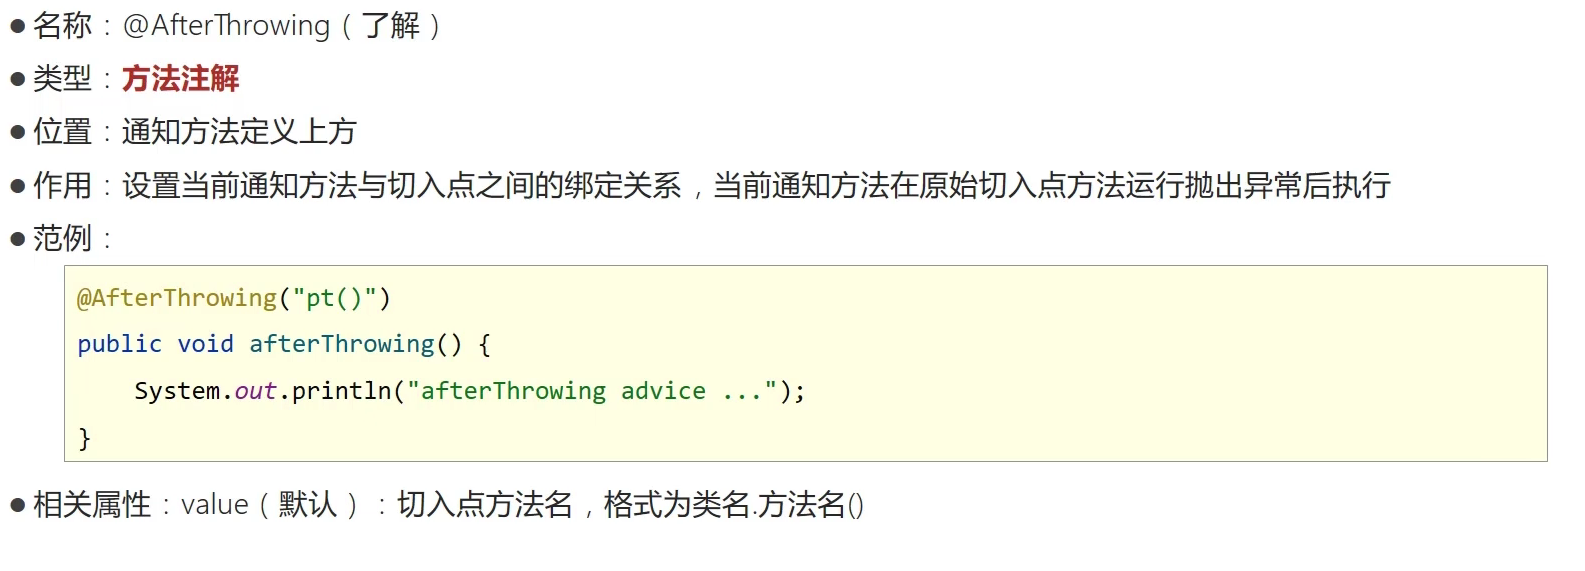 ● 名称：@AfterThrowing（了解）
● 类型：方法注解
● 位置：通知方法定义上方
● 作用：设置当前通知方法与切入点之间的绑定关系，当前通知方法在原始切入点方法运行抛出异常后执行
● 范例：
@AfterThrowing("pt()")
public void afterThrowing() {
    System.out.println("afterThrowing advice ...");
}
● 相关属性：value（默认）：切入点方法名，格式为类名.方法名()